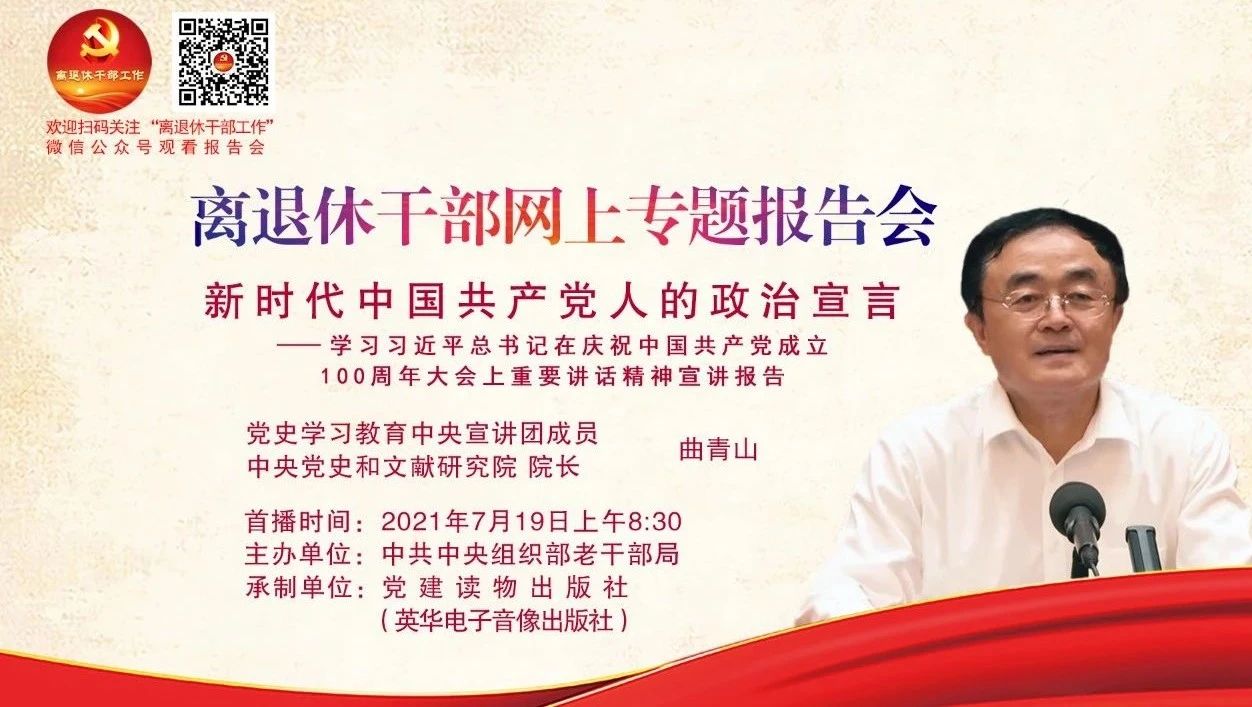 离退休干部工作
欢迎扫码关注“离退休干部工作”
微信公众号观看报告会
离退休干部网上专题报告会
新时代中国共产党人的政治宣言
——学习习近平总书记在庆祝中国共产党成立
100周年大会上重要讲话精神宣讲报告
党史学习教育中央宣讲团成员
中央党史和文献研究院 院长
曲青山
首播时间：2021年7月19日上午8:30
主办单位：中共中央组织部老干部局
承制单位：党建读物出版社
（英华电子音像出版社）